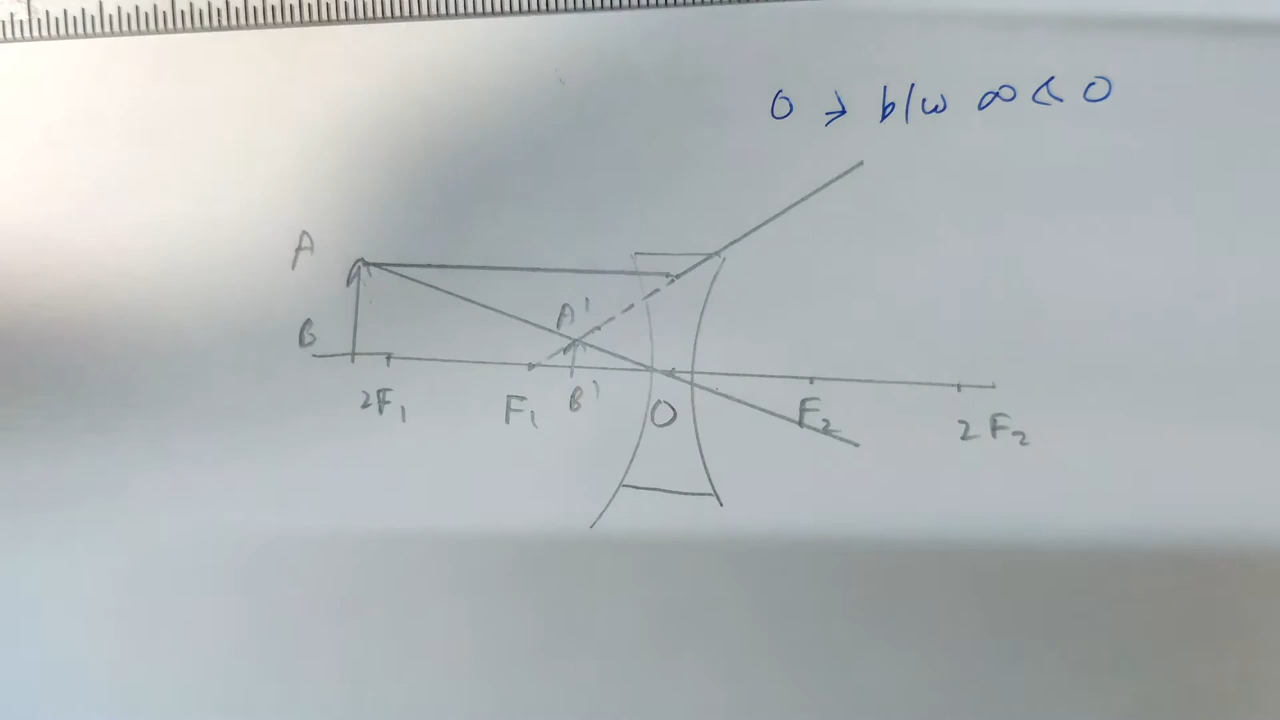 O → b/w ∞ & O
A
A'
B
2F₁
F₁
B'
O
F₂
2F₂